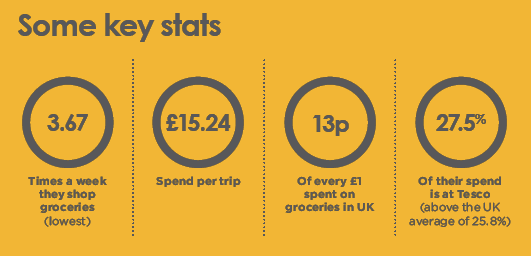 Some key stats
3.67
Times a week
they shop
groceries
(lowest)
£15.24
Spend per trip
13p
Of every £1
spent on
groceries in UK
27.5%
Of their spend
is at Tesco
(above the UK
average of 25.8%)